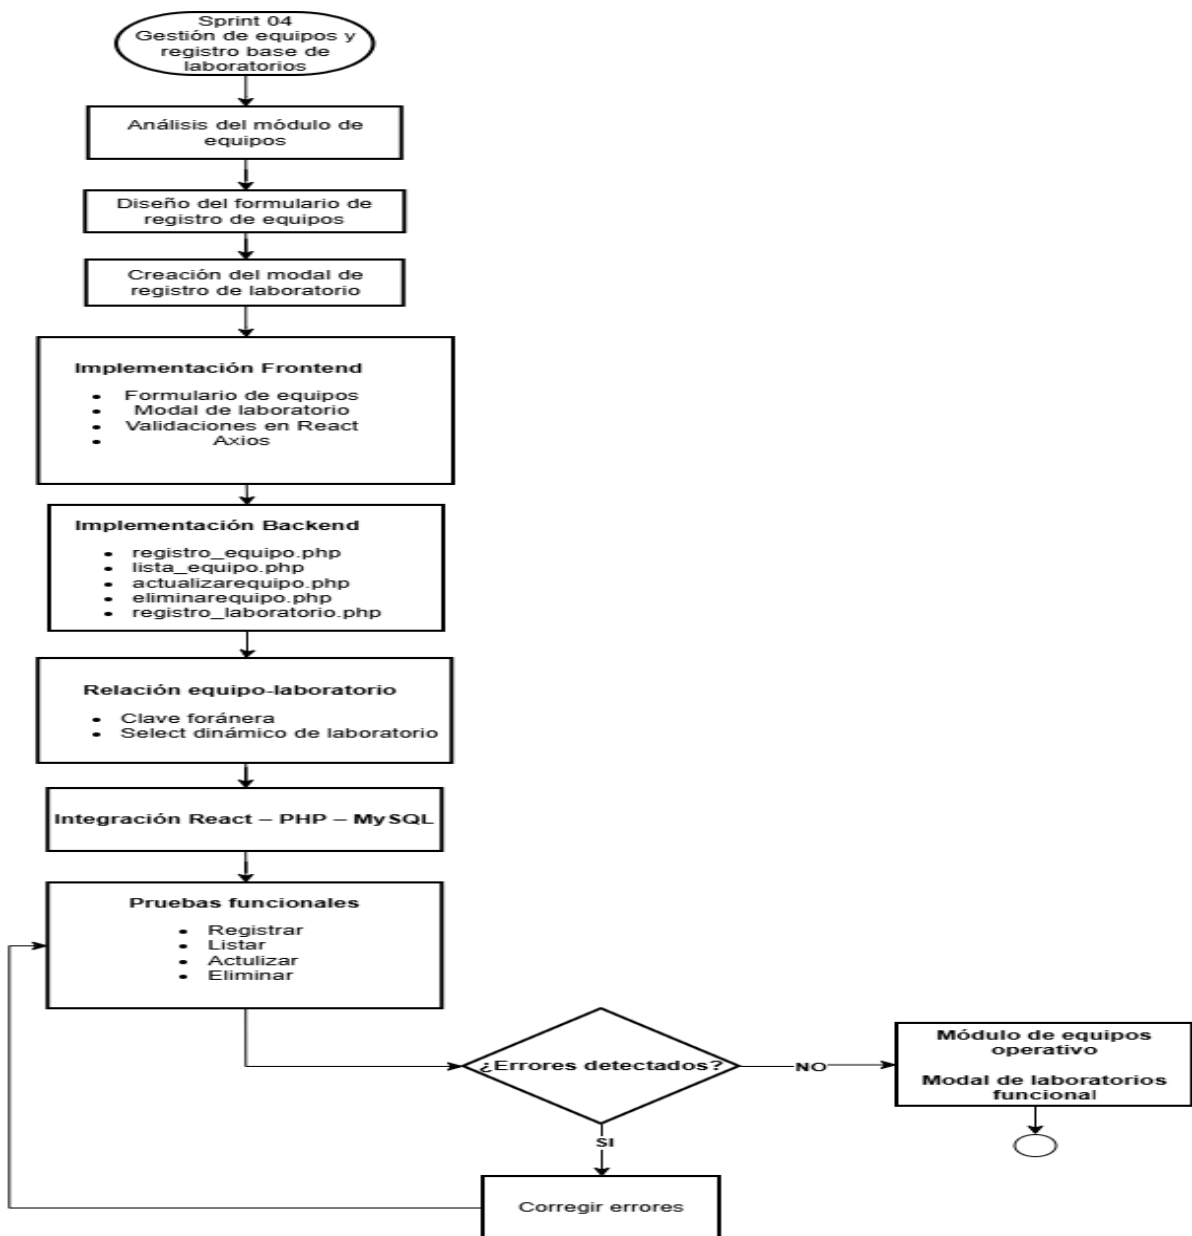 Sprint 04
Gestión de equipos y
registro base de
laboratorios
Análisis del módulo de
equipos
Diseño del formulario de
registro de equipos
Creación del modal de
registro de laboratorio
Implementación Frontend
• Formulario de equipos
• Modal de laboratorio
• Validaciones en React
• Axios
Implementación Backend
• registro_equipo.php
• lista_equipo.php
• actualizarequipo.php
• eliminarequipo.php
• registro_laboratorio.php
Relación equipo-laboratorio
• Clave foránera
• Select dinámico de laboratorio
Integración React – PHP – MySQL
Pruebas funcionales
• Registrar
• Listar
• Actulizar
• Eliminar
¿Errores detectados?
NO
Módulo de equipos
operativo
Modal de laboratorios
funcional
SI
Corregir errores